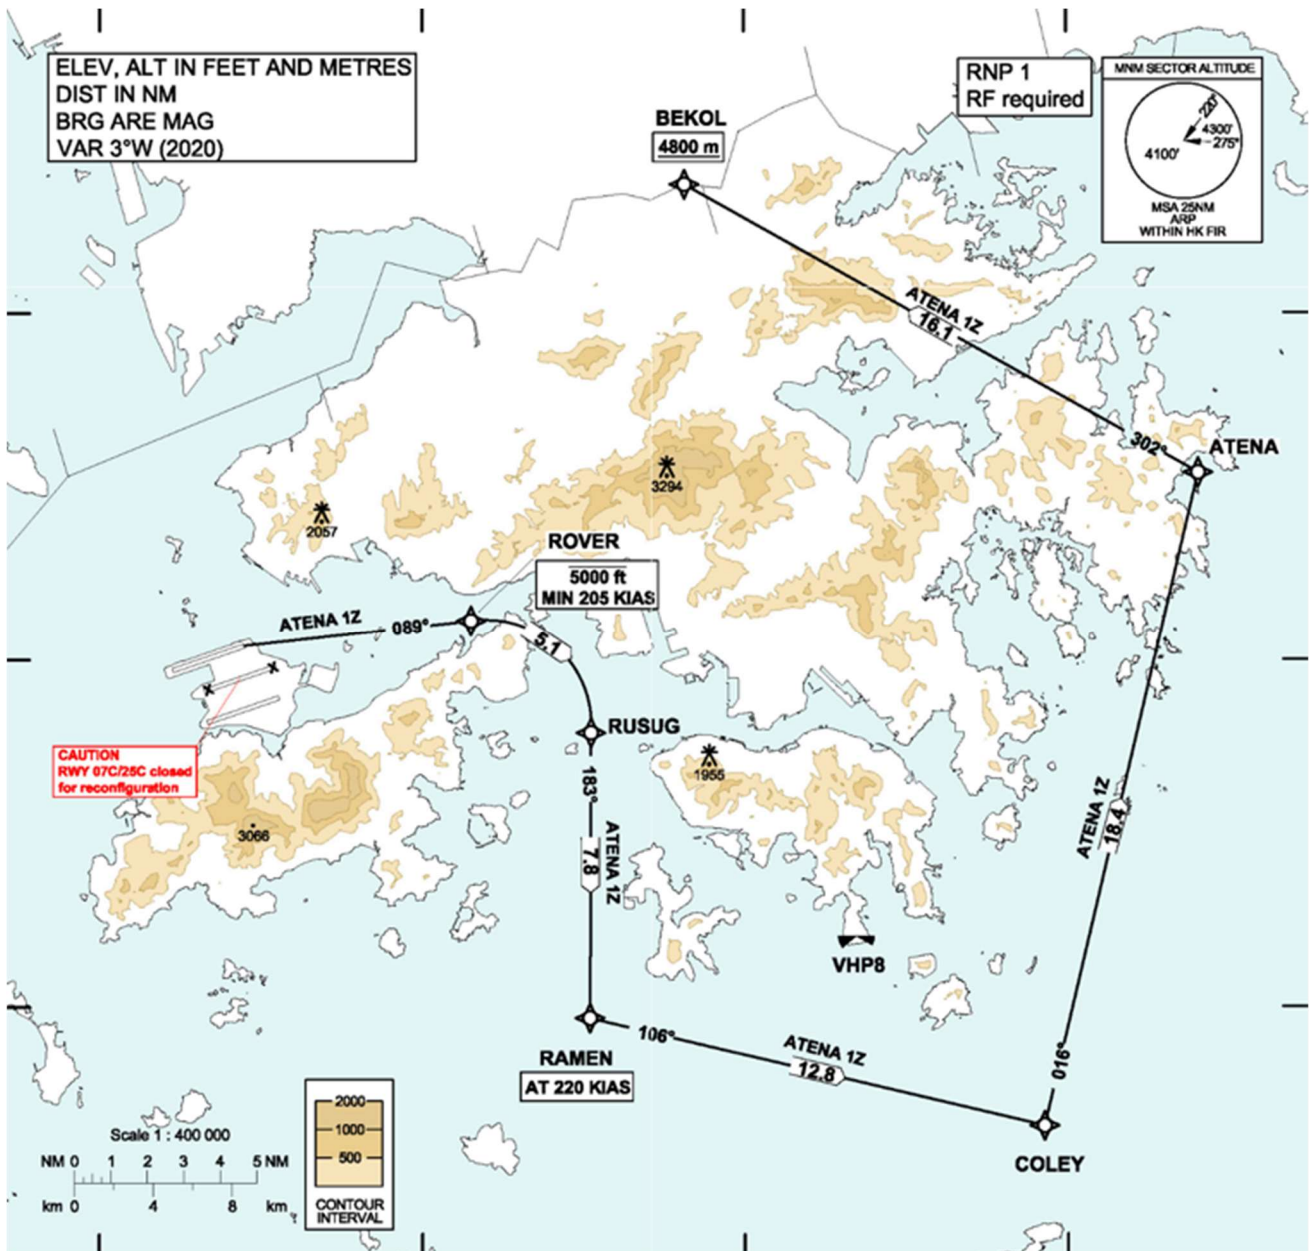 ELEV, ALT IN FEET AND METRES
DIST IN NM
BRG ARE MAG
VAR 3°W (2020)
BEKOL
4800 m
RNP 1
RF required
MNM SECTOR ALTITUDE
220°
4300'
275°
4100'
MSA 25NM
ARP
WITHIN HK FIR
ATENA 1Z
16.1
302°
ATENA
3294
2057
ROVER
5000 ft
MIN 205 KIAS
ATENA 1Z
089°
5.1
RUSUG
CAUTION
RWY 07C/25C closed
for reconfiguration
x
x
1955
183°
3066
ATENA 1Z
7.8
ATENA 1Z
18.4
VHP8
RAMEN
AT 220 KIAS
106°
ATENA 1Z
12.8
016°
COLEY
2000
1000
500
CONTOUR
INTERVAL
Scale 1 : 400 000
NM 0 1 2 3 4 5 NM
km 0 4 8 km